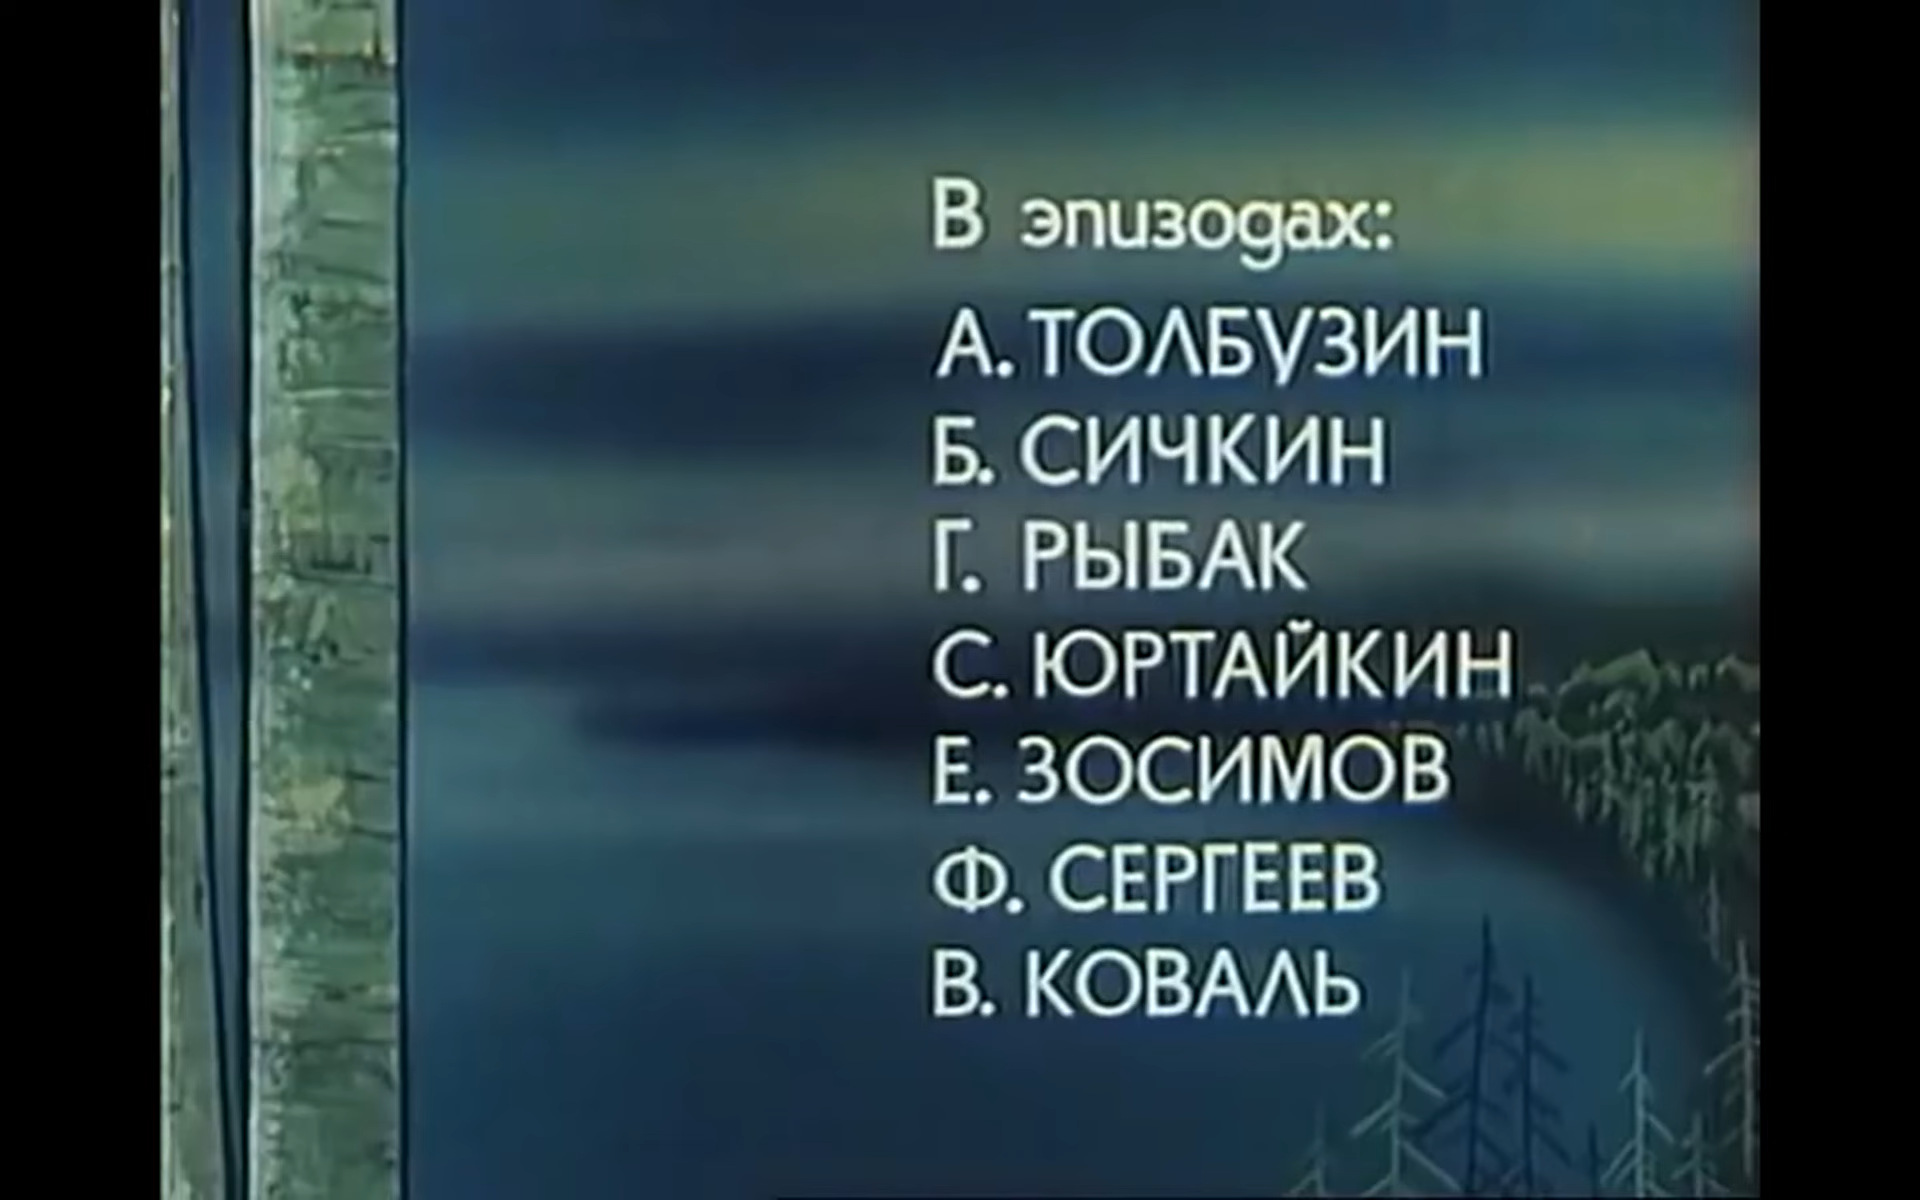 В эпизодах:
А. ТОЛБУЗИН
Б. СИЧКИН
Г. РЫБАК
С. ЮРТАЙКИН
Е. ЗОСИМОВ
Ф. СЕРГЕЕВ
В. КОВАЛЬ